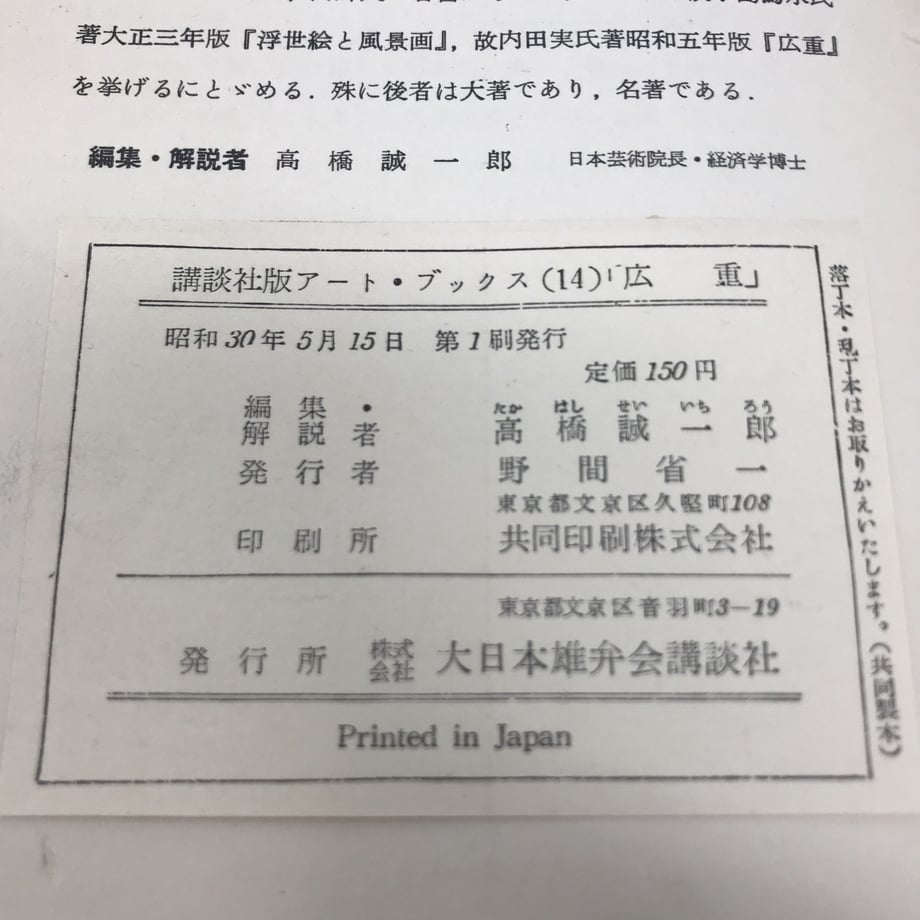 著大正三年版『浮世絵と風景画』，故内田実氏著昭和五年版『広重』
を挙げるにとゞめる．殊に後者は大著であり，名著である．
編集・解説者 高橋誠一郎 日本芸術院長・経済学博士
講談社版アート・ブックス(14)「広 重」
昭和30年5月15日 第1刷発行
定価150円
編集・
解説者
たか はし せい いち ろう
高橋誠一郎
発行者 野間省一
東京都文京区久堅町108
印刷所 共同印刷株式会社
東京都文京区音羽町3—19
発行所 株式会社 大日本雄弁会講談社
Printed in Japan
落丁本・乱丁本はお取りかえいたします。(共同製本)